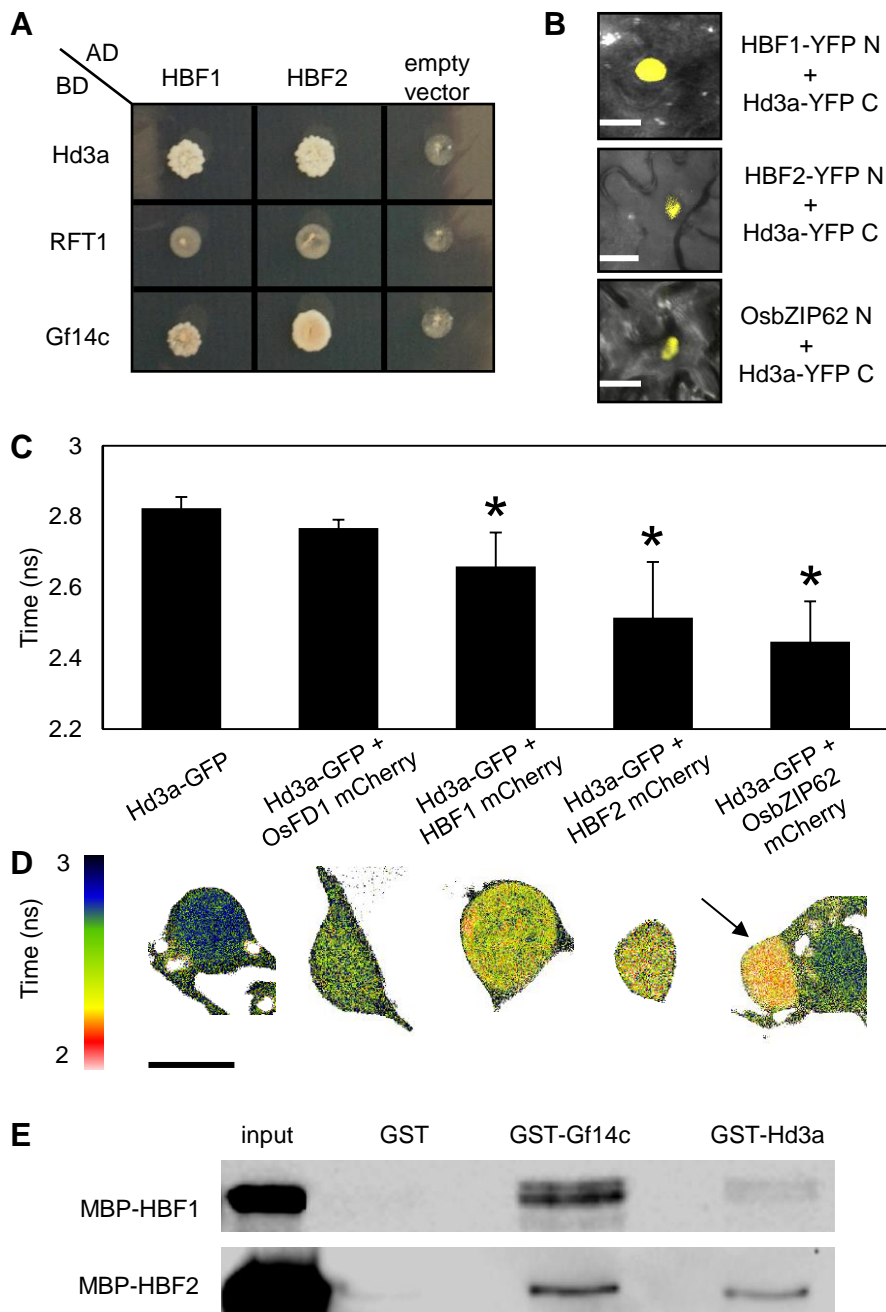 A
AD
BD
HBF1
HBF2
empty
vector
Hd3a
RFT1
Gf14c
B
HBF1-YFP N
+
Hd3a-YFP C
HBF2-YFP N
+
Hd3a-YFP C
OsbZIP62 N
+
Hd3a-YFP C
C
Time (ns)
3
2.8
2.6
2.4
2.2
*
*
*
Hd3a-GFP
Hd3a-GFP +
OsFD1 mCherry
Hd3a-GFP +
HBF1 mCherry
Hd3a-GFP +
HBF2 mCherry
Hd3a-GFP +
OsbZIP62
mCherry
D
Time (ns)
3
2
E
input
GST
GST-Gf14c
GST-Hd3a
MBP-HBF1
MBP-HBF2